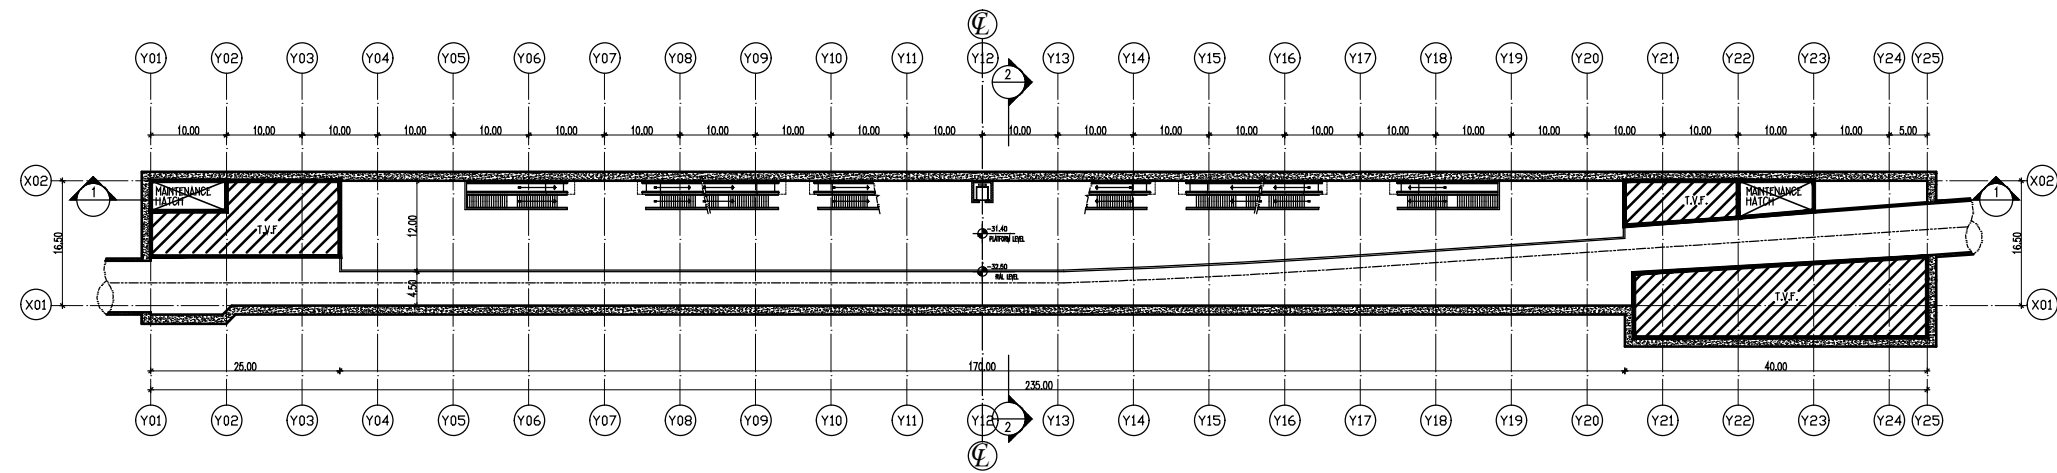 ℄
Y01 Y02 Y03 Y04 Y05 Y06 Y07 Y08 Y09 Y10 Y11 Y12 Y13 Y14 Y15 Y16 Y17 Y18 Y19 Y20 Y21 Y22 Y23 Y24 Y25
2
10.00 10.00 10.00 10.00 10.00 10.00 10.00 10.00 10.00 10.00 10.00 10.00 10.00 10.00 10.00 10.00 10.00 10.00 10.00 10.00 10.00 10.00 10.00 5.00
X02
X02
1
MAINTENANCE
HATCH
T.V.F.
MAINTENANCE
HATCH
1
16.50
12.00
T.V.F
-31.40
PLATFORM LEVEL
16.50
-32.60
RAIL LEVEL
4.50
T.V.F.
X01
X01
25.00 170.00 40.00
235.00
Y01 Y02 Y03 Y04 Y05 Y06 Y07 Y08 Y09 Y10 Y11 Y12 Y13 Y14 Y15 Y16 Y17 Y18 Y19 Y20 Y21 Y22 Y23 Y24 Y25
2
℄